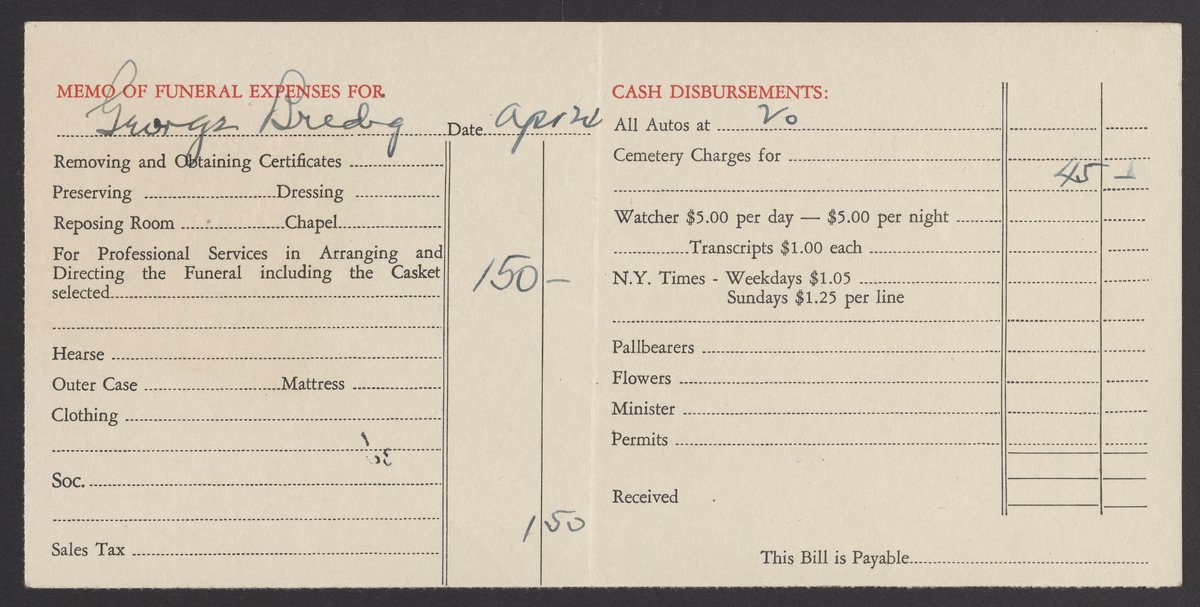 MEMO OF FUNERAL EXPENSES FOR
George Bredig Date
Removing and Obtaining Certificates
Preserving Dressing
Reposing Room Chapel
For Professional Services in Arranging and
Directing the Funeral including the Casket
selected 150 —
Hearse
Outer Case Mattress
Clothing
Soc.
1 50
Sales Tax
CASH DISBURSEMENTS:
All Autos at 20
Cemetery Charges for
45 —
Watcher $5.00 per day — $5.00 per night
Transcripts $1.00 each
N.Y. Times - Weekdays $1.05
Sundays $1.25 per line
Pallbearers
Flowers
Minister
Permits
Received
This Bill is Payable